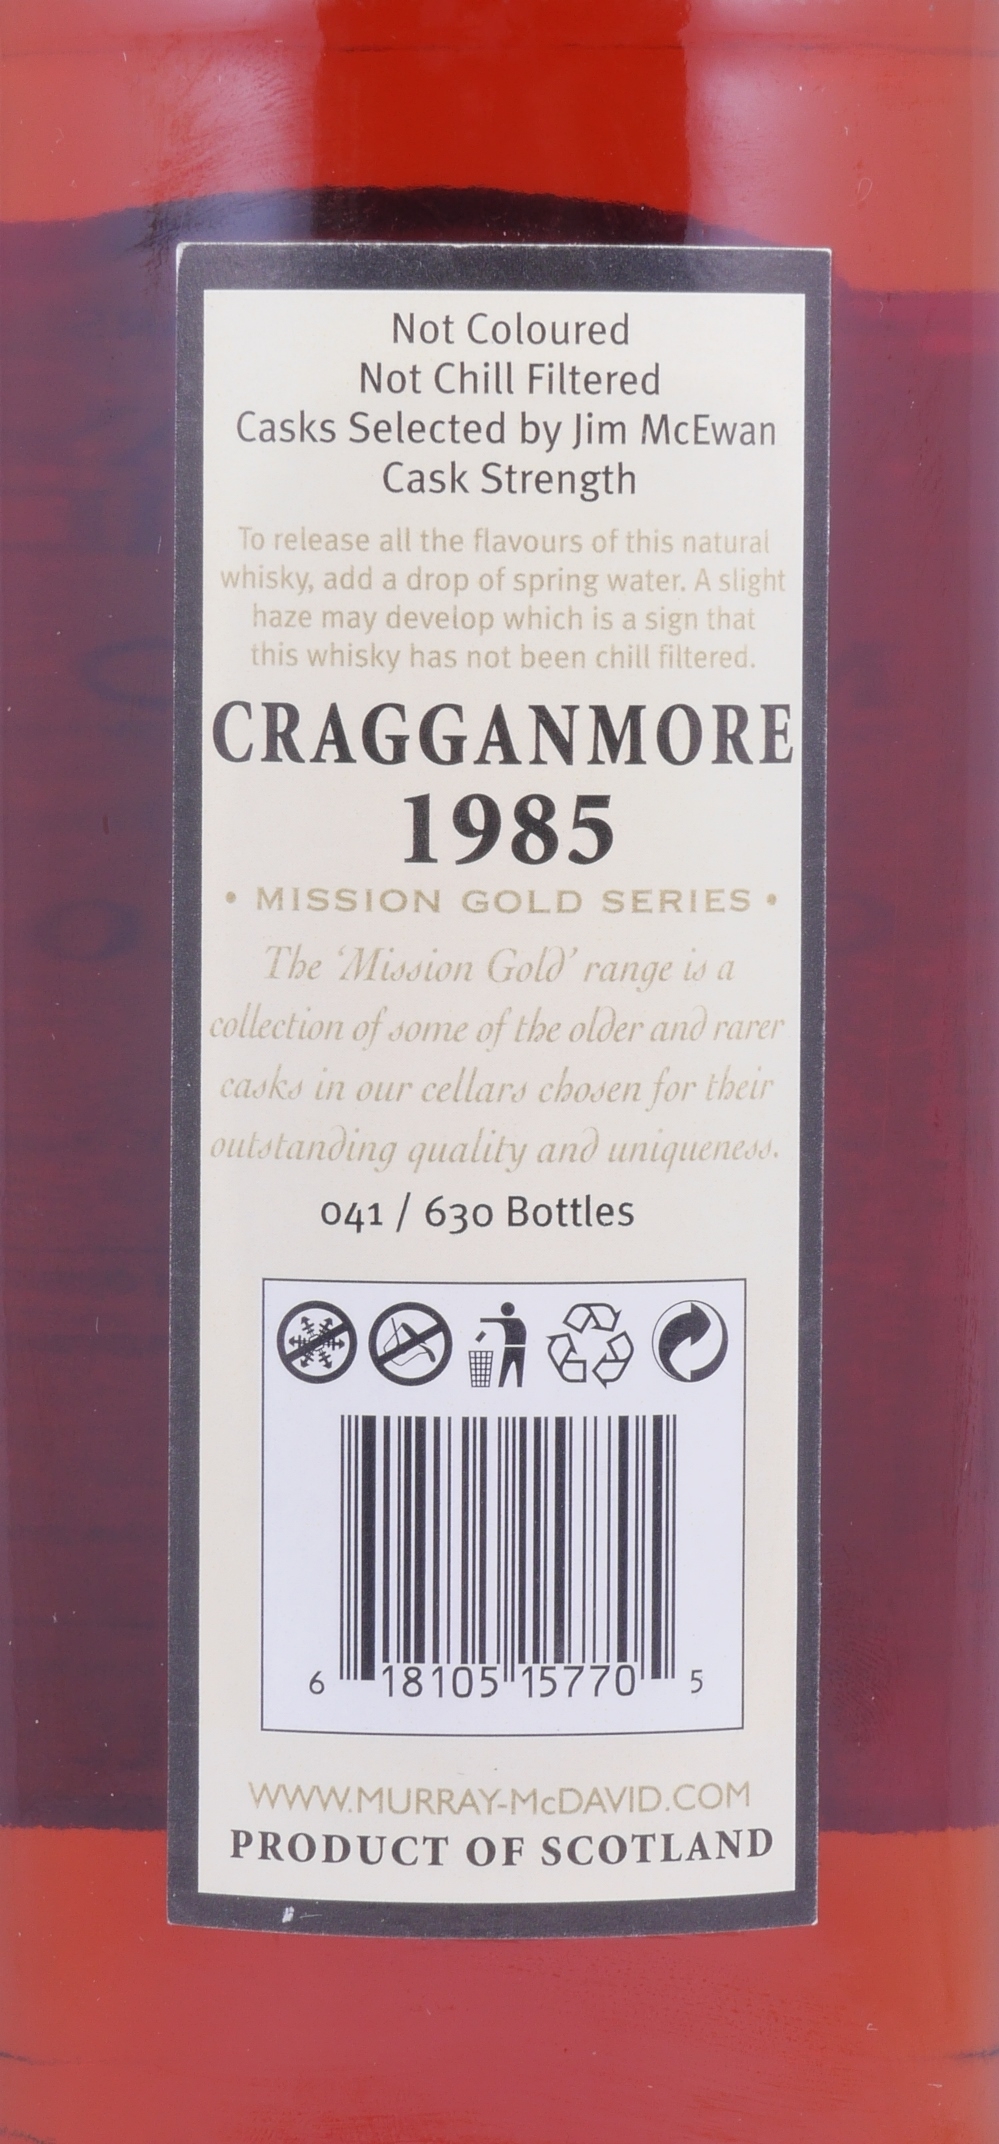 Not Coloured
Not Chill Filtered
Casks Selected by Jim McEwan
Cask Strength
To release all the flavours of this natural
whisky, add a drop of spring water. A slight
haze may develop which is a sign that
this whisky has not been chill filtered.
CRAGGANMORE
1985
• MISSION GOLD SERIES •
The ‘Mission Gold’ range is a
collection of some of the older and rarer
casks in our cellars chosen for their
outstanding quality and uniqueness.
041 / 630 Bottles
6 18105 15770 5
WWW.MURRAY-McDAVID.COM
PRODUCT OF SCOTLAND